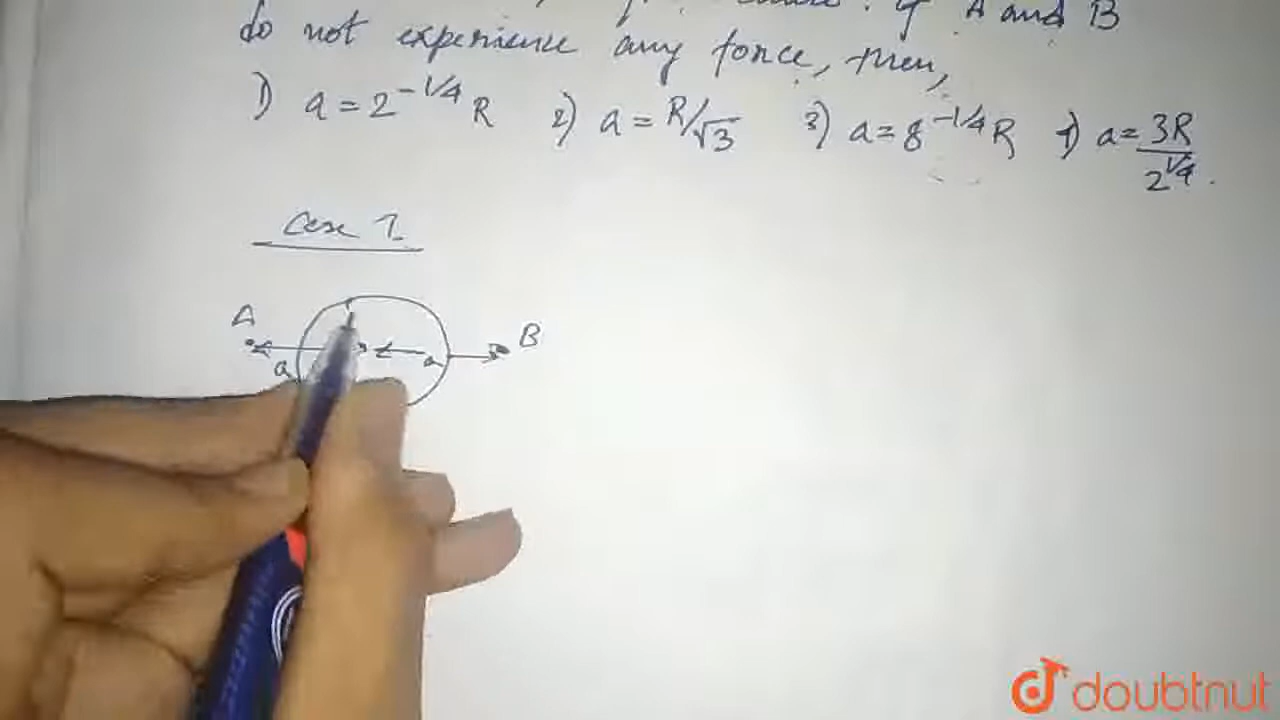 A and B
do not experience any force, then,
1) a = 2^{-1/4} R 2) a = R/√3 3) a = 8^{-1/4} R 4) a = 3R/2^{1/4}.
Case I
A B
a a
doubtnut